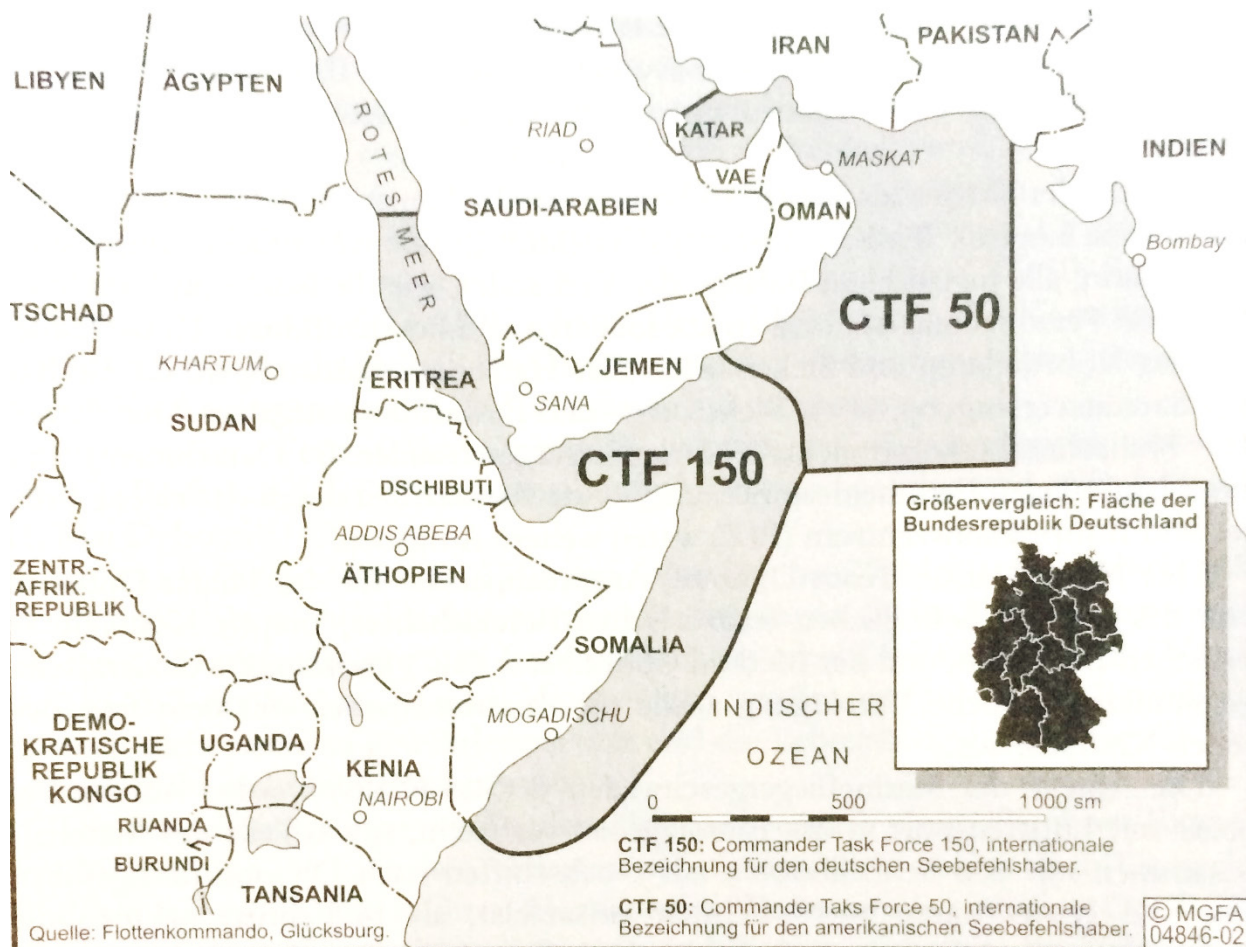 IRAN
PAKISTAN
LIBYEN
ÄGYPTEN
ROTES MEER
RIAD
KATAR
MASKAT
INDIEN
VAE
SAUDI-ARABIEN
OMAN
Bombay
TSCHAD
CTF 50
KHARTUM
ERITREA
JEMEN
SANA
SUDAN
CTF 150
DSCHIBUTI
ADDIS ABEBA
ÄTHOPIEN
ZENTR.-
AFRIK.
REPUBLIK
Größenvergleich: Fläche der
Bundesrepublik Deutschland
SOMALIA
DEMO-
KRATISCHE
REPUBLIK
KONGO
UGANDA
MOGADISCHU
INDISCHER
OZEAN
KENIA
NAIROBI
RUANDA
BURUNDI
TANSANIA
0 500 1000 sm
CTF 150: Commander Task Force 150, internationale
Bezeichnung für den deutschen Seebefehlshaber.
CTF 50: Commander Taks Force 50, internationale
Bezeichnung für den amerikanischen Seebefehlshaber.
Quelle: Flottenkommando, Glücksburg.
© MGFA
04846-02